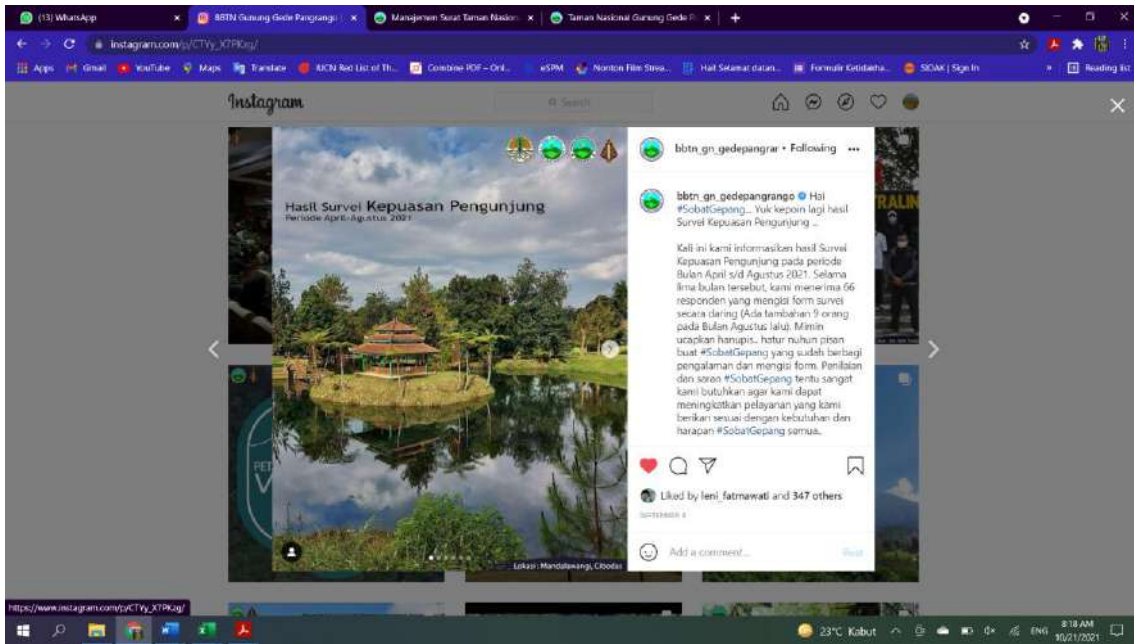 (13) WhatsApp
BBTN Gunung Gede Pangrango |
Manajemen Surat Taman Nasion
Taman Nasional Gunung Gede P
instagram.com/p/CTYy_X7PKzg/
Apps
Gmail
YouTube
Maps
Translate
IUCN Red List of Th...
Combine PDF – Onl...
eSPM
Nonton Film Strea...
Hai! Selamat datan...
Formulir Ketidakha...
SIDAK | Sign In
Reading list
Instagram
Search
Hasil Survei Kepuasan Pengunjung
Periode April-Agustus 2021
Lokasi : Mandalawangi, Cibodas
bbtn_gn_gedepangrar • Following
bbtn_gn_gedepangrango Hai
#SobatGepang... Yuk kepoin lagi hasil
Survei Kepuasan Pengunjung ...
Kali ini kami informasikan hasil Survei
Kepuasan Pengunjung pada periode
Bulan April s/d Agustus 2021. Selama
lima bulan tersebut, kami menerima 66
responden yang mengisi form survei
secara daring (Ada tambahan 9 orang
pada Bulan Agustus lalu). Mimin
ucapkan hanupis.. hatur nuhun pisan
buat #SobatGepang yang sudah berbagi
pengalaman dan mengisi form. Penilaian
dan saran #SobatGepang tentu sangat
kami butuhkan agar kami dapat
meningkatkan pelayanan yang kami
berikan sesuai dengan kebutuhan dan
harapan #SobatGepang semua..
Liked by leni_fatmawati and 347 others
SEPTEMBER 4
Add a comment...
Post
RALIN
PET
V
https://www.instagram.com/p/CTYy_X7PKzg/
23°C Kabut
ENG
8:18 AM
10/21/2021